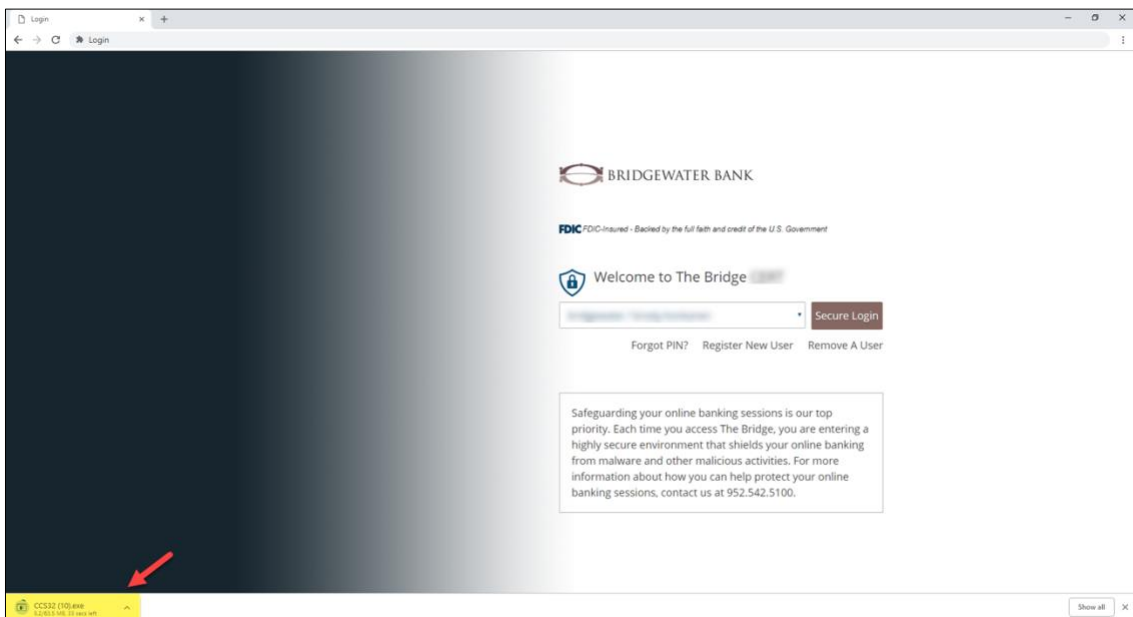 Login
Login
BRIDGEWATER BANK
FDIC FDIC-Insured - Backed by the full faith and credit of the U.S. Government
Welcome to The Bridge
Secure Login
Forgot PIN? Register New User Remove A User
Safeguarding your online banking sessions is our top
priority. Each time you access The Bridge, you are entering a
highly secure environment that shields your online banking
from malware and other malicious activities. For more
information about how you can help protect your online
banking sessions, contact us at 952.542.5100.
CCS32 (10).exe
secs left
Show all